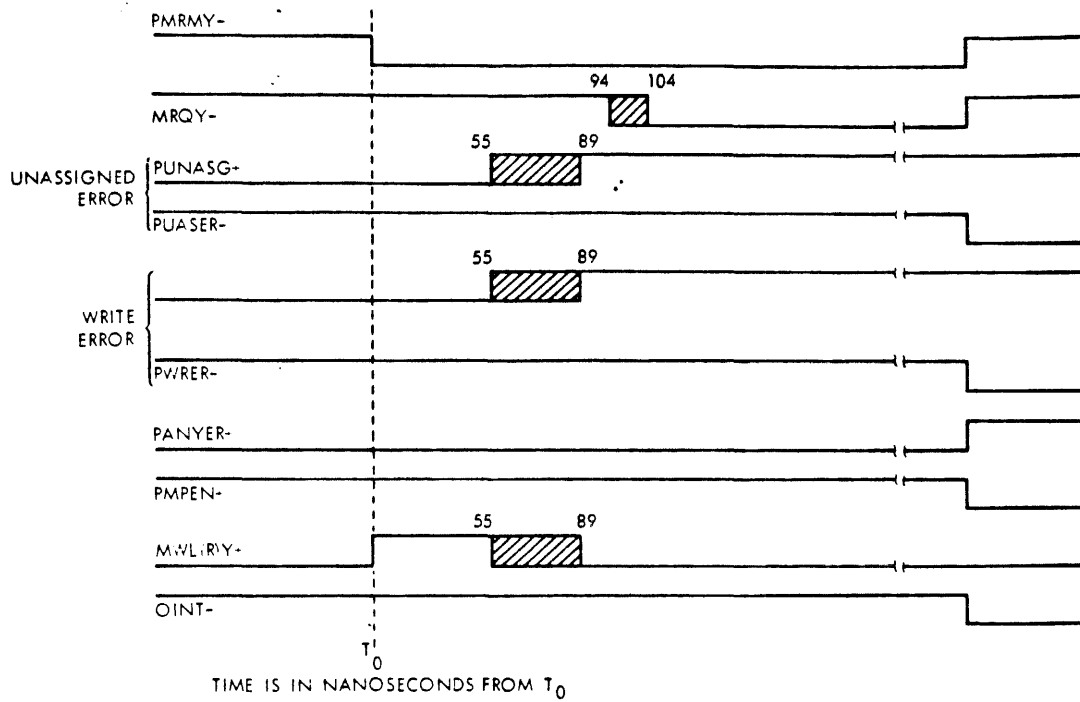 PMRMY-
94 104
MRQY-
55 89
UNASSIGNED ERROR
PUNASG+
PUASER-
55 89
WRITE ERROR
PWRER-
PANYER-
PMPEN+
55 89
OINT-
T0
TIME IS IN NANOSECONDS FROM T0